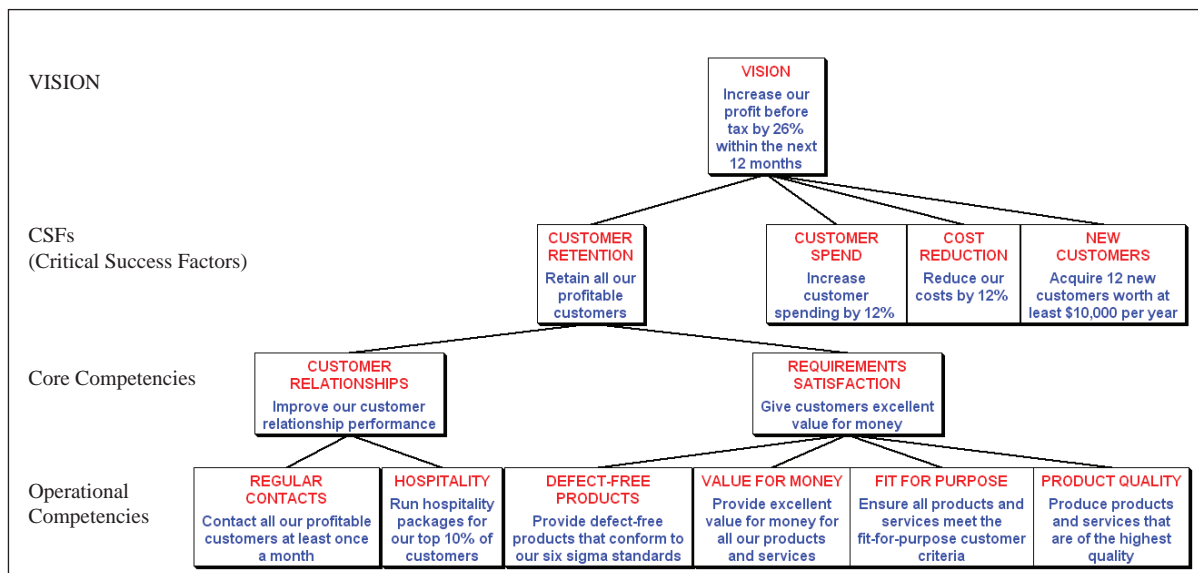 VISION
VISION
Increase our
profit before
tax by 26%
within the next
12 months
CSFs
(Critical Success Factors)
CUSTOMER
RETENTION
Retain all our
profitable
customers
CUSTOMER
SPEND
Increase
customer
spending by 12%
COST
REDUCTION
Reduce our
costs by 12%
NEW
CUSTOMERS
Acquire 12 new
customers worth at
least $10,000 per year
Core Competencies
CUSTOMER
RELATIONSHIPS
Improve our customer
relationship performance
REQUIREMENTS
SATISFACTION
Give customers excellent
value for money
Operational
Competencies
REGULAR
CONTACTS
Contact all our profitable
customers at least once
a month
HOSPITALITY
Run hospitality
packages for
our top 10% of
customers
DEFECT-FREE
PRODUCTS
Provide defect-free
products that conform to
our six sigma standards
VALUE FOR MONEY
Provide excellent
value for money for
all our products
and services
FIT FOR PURPOSE
Ensure all products and
services meet the
fit-for-purpose customer
criteria
PRODUCT QUALITY
Produce products
and services that
are of the highest
quality